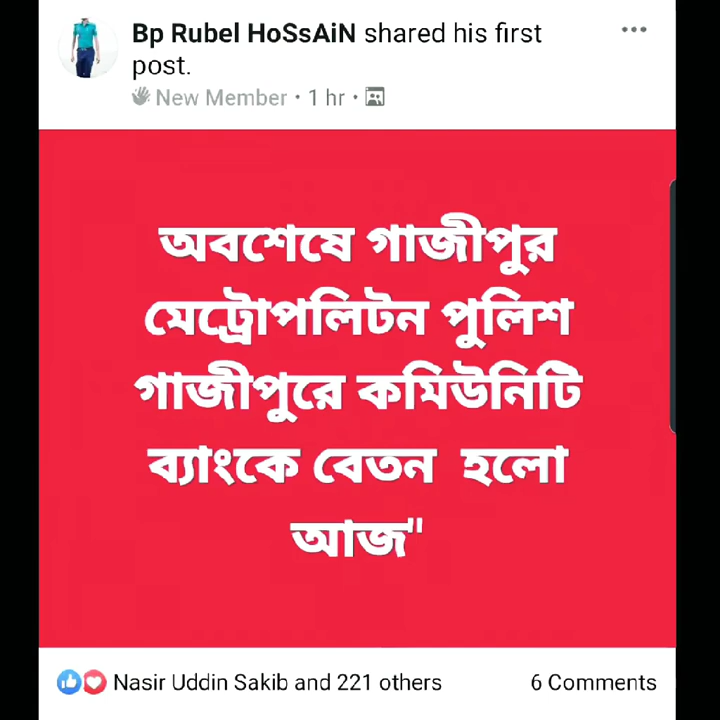 Bp Rubel HoSsAiN shared his first
post.
New Member • 1 hr •
অবশেষে গাজীপুর
মেট্রোপলিটন পুলিশ
গাজীপুরে কমিউনিটি
ব্যাংকে বেতন হলো
আজ"
Nasir Uddin Sakib and 221 others 6 Comments